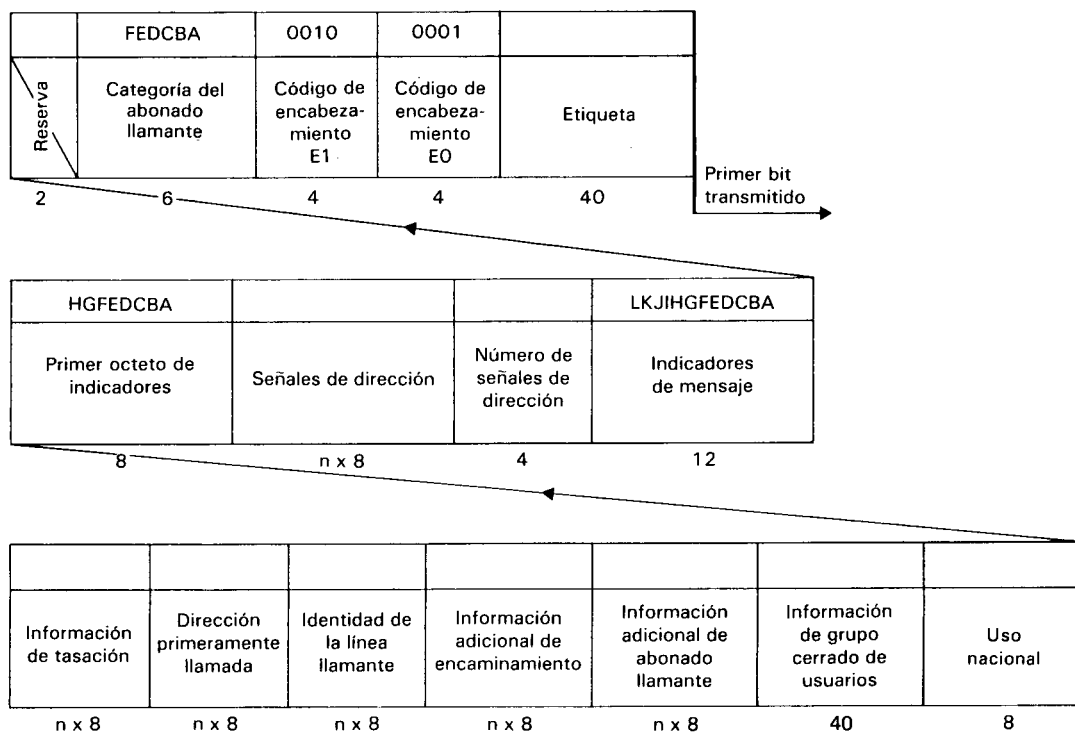 FEDCBA 0010 0001
Reserva
Categoría del
abonado
llamante
Código de
encabeza-
miento
E1
Código de
encabeza-
miento
E0
Etiqueta
Primer bit
transmitido
2 6 4 4 40
HGFEDCBA LKJIHGFEDCBA
Primer octeto de
indicadores
Señales de dirección
Número de
señales de
dirección
Indicadores
de mensaje
8 n x 8 4 12
Información
de tasación
Dirección
primeramente
llamada
Identidad de
la línea
llamante
Información
adicional de
encaminamiento
Información
adicional de
abonado
llamante
Información
de grupo
cerrado de
usuarios
Uso
nacional
n x 8 n x 8 n x 8 n x 8 n x 8 40 8